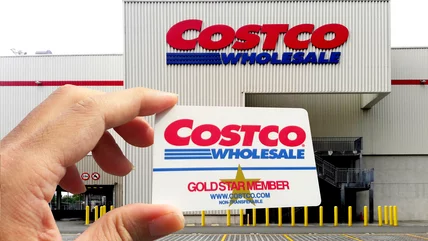 COSTCO
WHOLESALE
COSTCO
WHOLESALE
GOLD STAR MEMBER
WWW.COSTCO.COM
NON-TRANSFERABLE